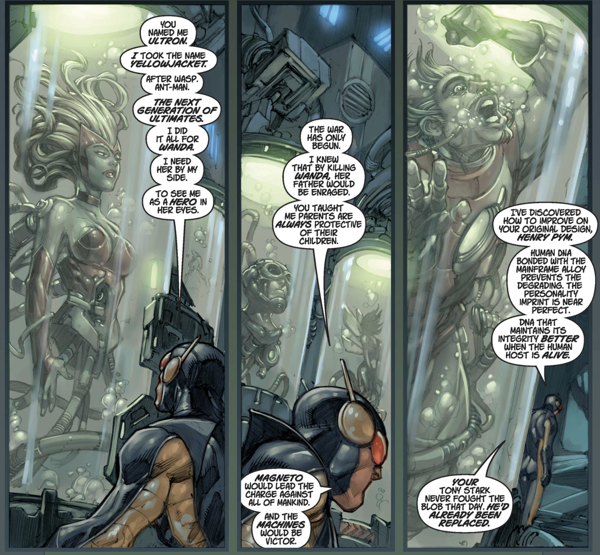 YOU
NAMED ME
ULTRON.
I TOOK THE NAME
YELLOWJACKET.
AFTER WASP.
ANT-MAN.
THE NEXT
GENERATION OF
ULTIMATES.
I DID
IT ALL FOR
WANDA.
I NEED
HER BY MY
SIDE.
TO SEE ME
AS A HERO IN
HER EYES.
THE WAR
HAS ONLY
BEGUN.
I KNEW
THAT BY KILLING
WANDA, HER
FATHER WOULD
BE ENRAGED.
YOU TAUGHT
ME PARENTS ARE
ALWAYS PROTECTIVE
OF THEIR
CHILDREN.
MAGNETO
WOULD LEAD THE
CHARGE AGAINST
ALL OF MANKIND.
AND THE
MACHINES
WOULD BE
VICTOR.
I'VE DISCOVERED
HOW TO IMPROVE ON
YOUR ORIGINAL DESIGN,
HENRY PYM.
HUMAN DNA
BONDED WITH THE
MAINFRAME ALLOY
PREVENTS THE
DEGRADING. THE
PERSONALITY
IMPRINT IS NEAR
PERFECT.
DNA THAT
MAINTAINS ITS
INTEGRITY BETTER
WHEN THE HUMAN
HOST IS ALIVE.
YOUR
TONY STARK
NEVER FOUGHT THE
BLOB THAT DAY. HE'D
ALREADY BEEN
REPLACED.